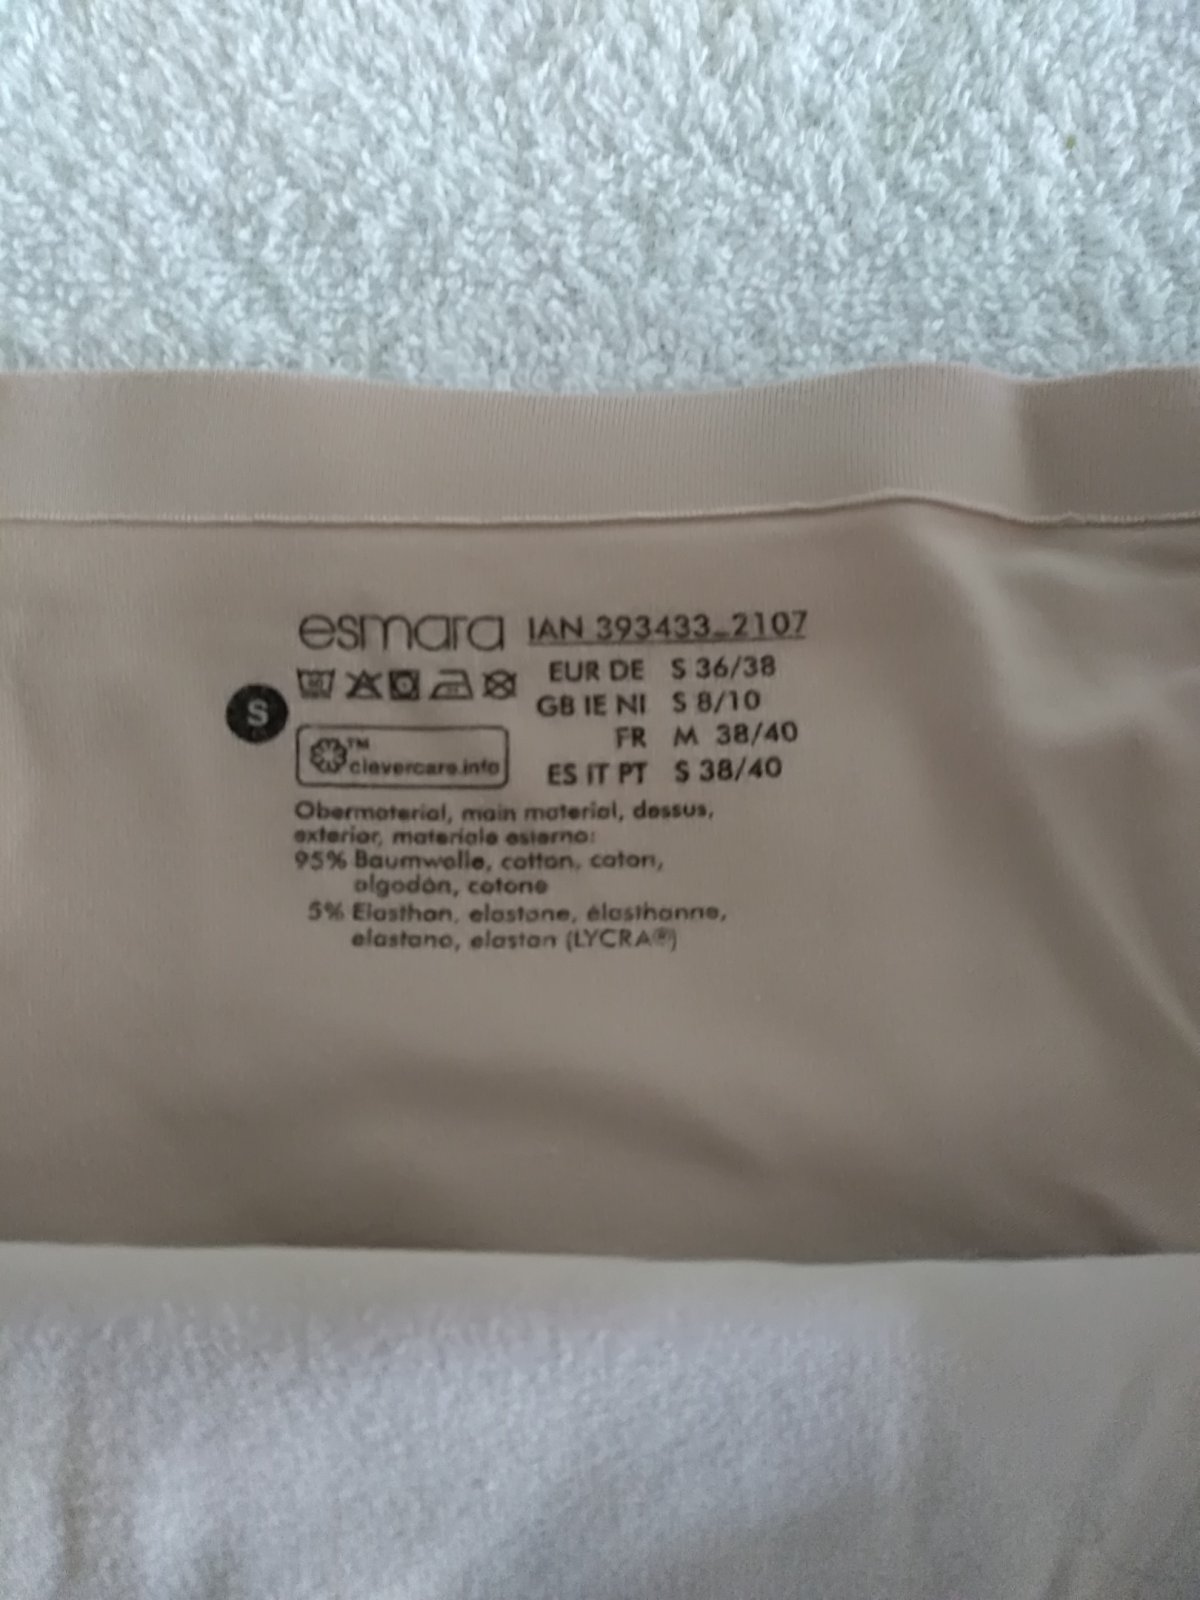 esmara IAN 393433_2107
EUR DE S 36/38
GB IE NI S 8/10
FR M 38/40
ES IT PT S 38/40
S
™
clevercare.info
Obermaterial, main material, dessus,
exterior, materiale esterno:
95% Baumwolle, cotton, coton,
algodón, cotone
5% Elasthan, elastane, élasthanne,
elastano, elastan (LYCRA®)